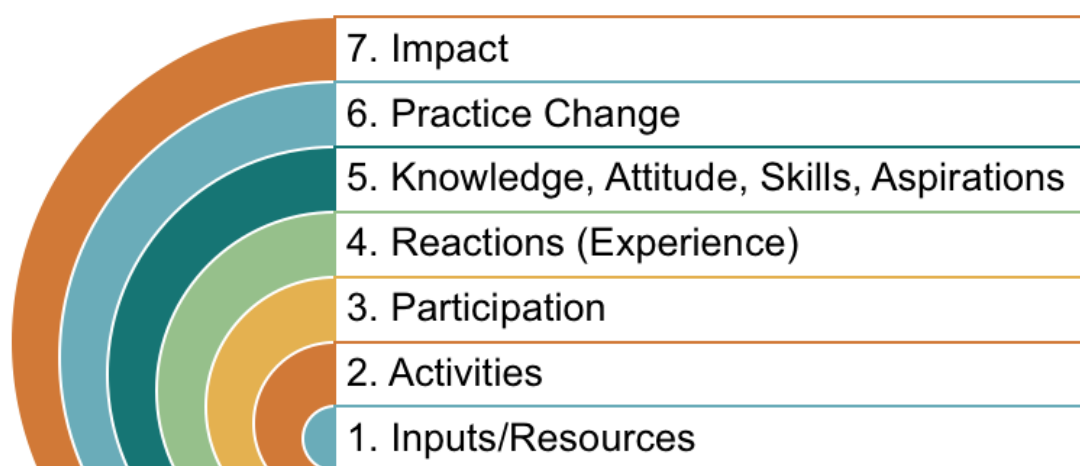 7. Impact
6. Practice Change
5. Knowledge, Attitude, Skills, Aspirations
4. Reactions (Experience)
3. Participation
2. Activities
1. Inputs/Resources